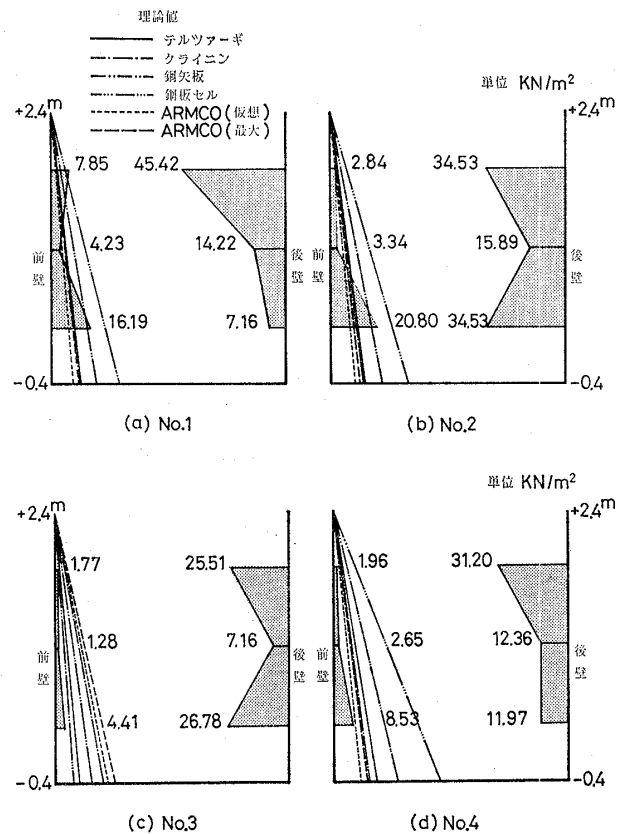 理論値
テルツァーギ
クライニン
鋼矢板
鋼板セル
ARMCO(仮想)
ARMCO(最大)
単位 KN/m²
+2.4m
7.85
45.42
4.23
14.22
前壁
後壁
16.19
7.16
-0.4
(a) No.1
+2.4m
2.84
34.53
3.34
15.89
前壁
後壁
20.80
34.53
-0.4
(b) No.2
単位 KN/m²
+2.4m
1.77
25.51
1.28
7.16
前壁
後壁
4.41
26.78
-0.4
(c) No.3
+2.4m
1.96
31.20
2.65
12.36
前壁
後壁
8.53
11.97
-0.4
(d) No.4